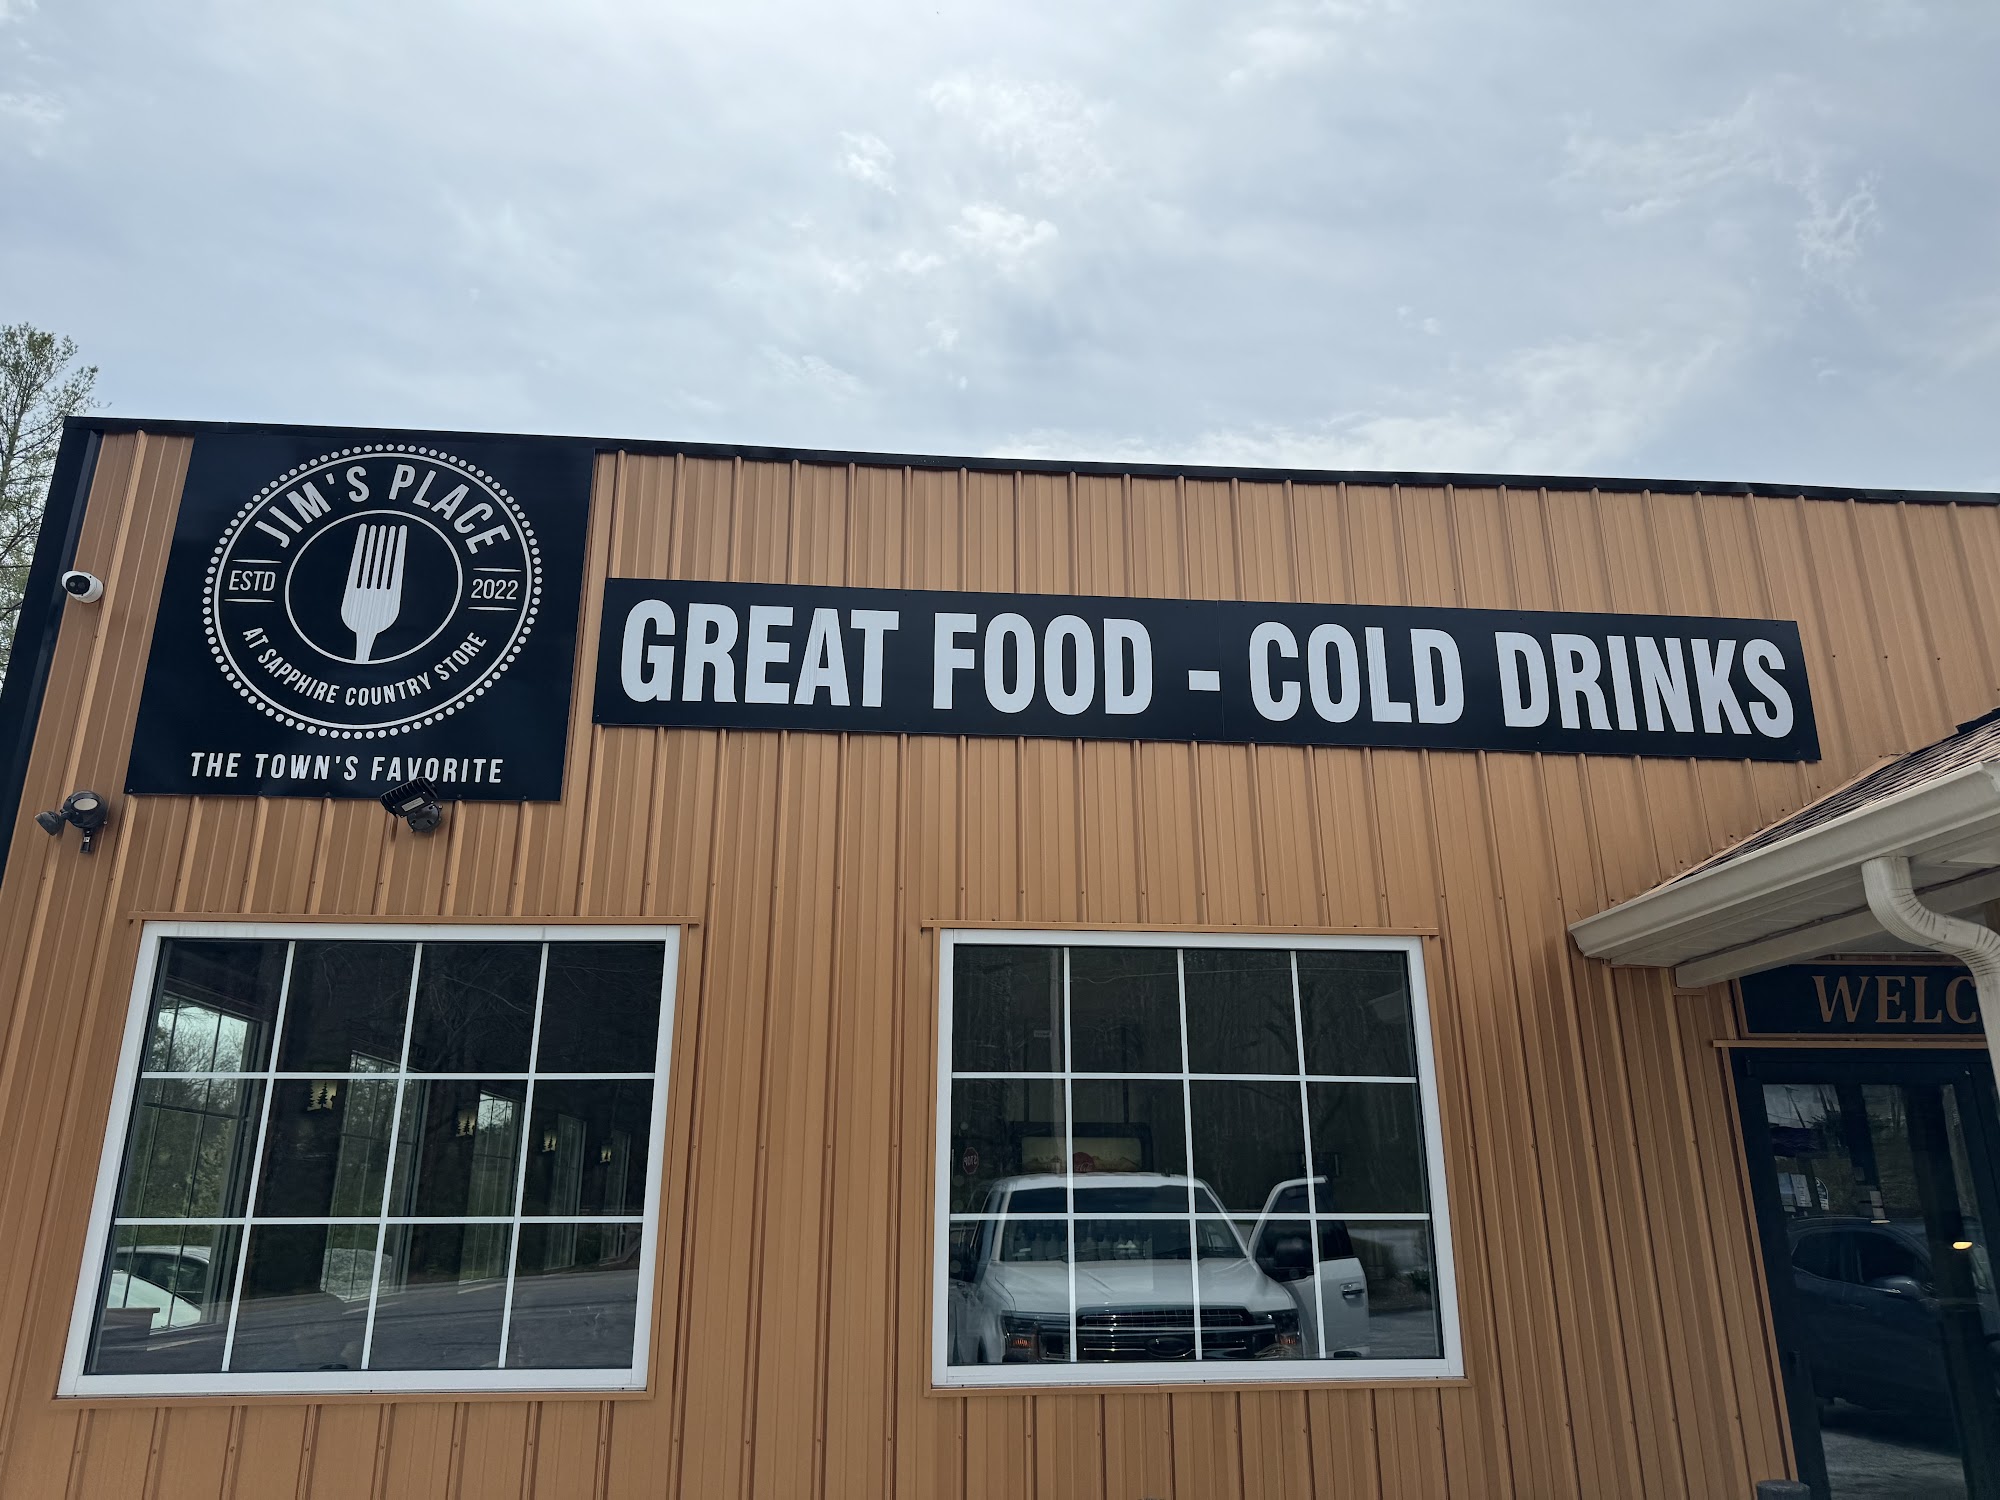 JIM'S PLACE
ESTD 2022
AT SAPPHIRE COUNTRY STORE
THE TOWN'S FAVORITE
GREAT FOOD - COLD DRINKS
WELC